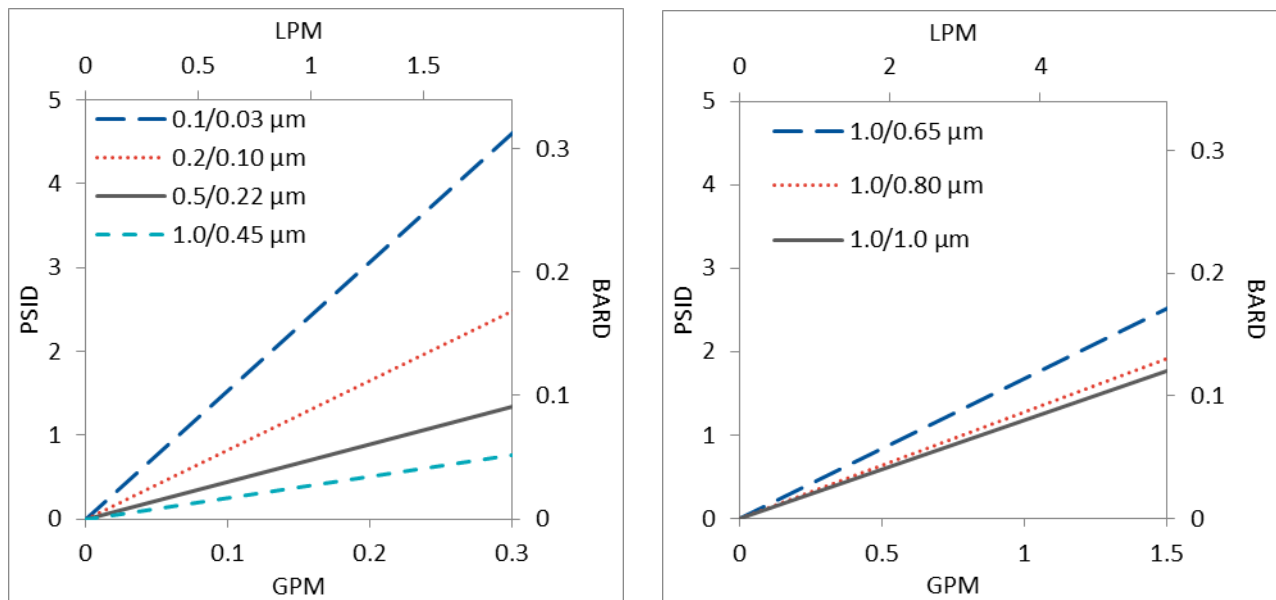 LPM
0 0.5 1 1.5
5
4
3
2
1
0
PSID
0.1/0.03 µm
0.2/0.10 µm
0.5/0.22 µm
1.0/0.45 µm
0.3
0.2
0.1
0
BARD
0 0.1 0.2 0.3
GPM
LPM
0 2 4
5
4
3
2
1
0
PSID
1.0/0.65 µm
1.0/0.80 µm
1.0/1.0 µm
0.3
0.2
0.1
0
BARD
0 0.5 1 1.5
GPM